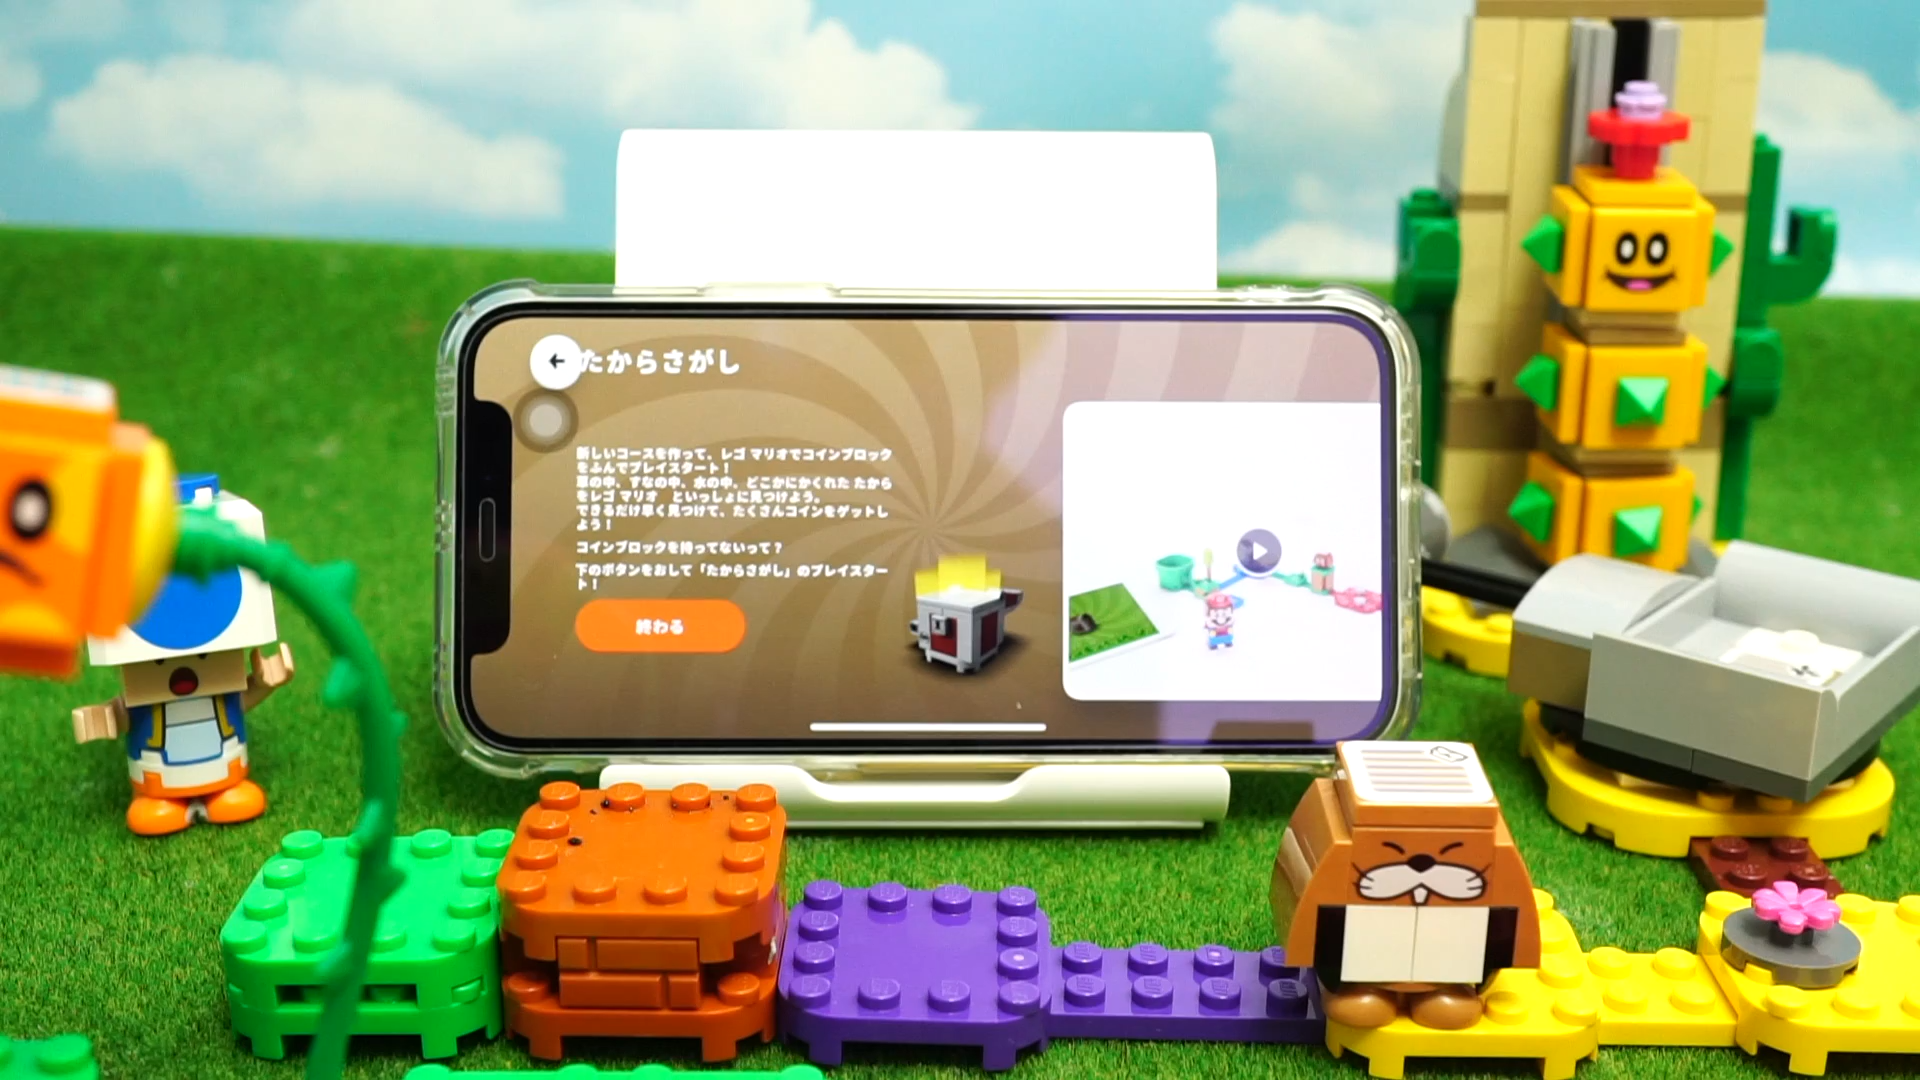 たからさがし
新しいコースを作って、レゴ マリオでコインブロック
をふんでプレイスタート！
草の中、すなの中、水の中、どこかにかくれた たから
をレゴ マリオ　といっしょに見つけよう。
できるだけ早く見つけて、たくさんコインをゲットし
よう！
コインブロックを持ってないって？
下のボタンをおして「たからさがし」のプレイスター
ト！
終わる